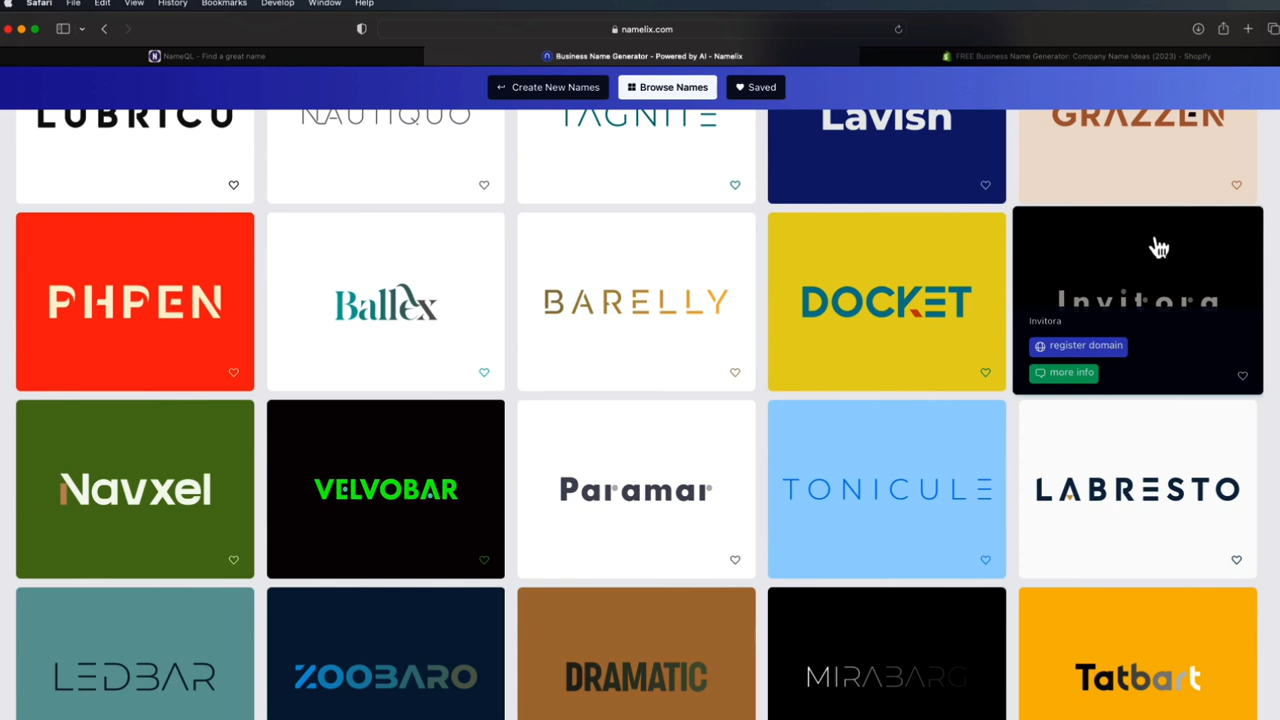 Safari File Edit View History Bookmarks Develop Window Help
namelix.com
NameQL - Find a great name
Business Name Generator - Powered by AI - Namelix
FREE Business Name Generator: Company Name Ideas (2023) - Shopify
Create New Names
Browse Names
Saved
LUBRICU
NAUTIQUO
TAGNITE
Lavish
GRAZZEN
PHPEN
Ballex
BARELLY
DOCKET
Invitora
Invitora
register domain
more info
Navxel
VELVOBAR
Paramar
TONICULE
LABRESTO
LEDBAR
ZOOBARO
DRAMATIC
MIRABARG
Tatbart